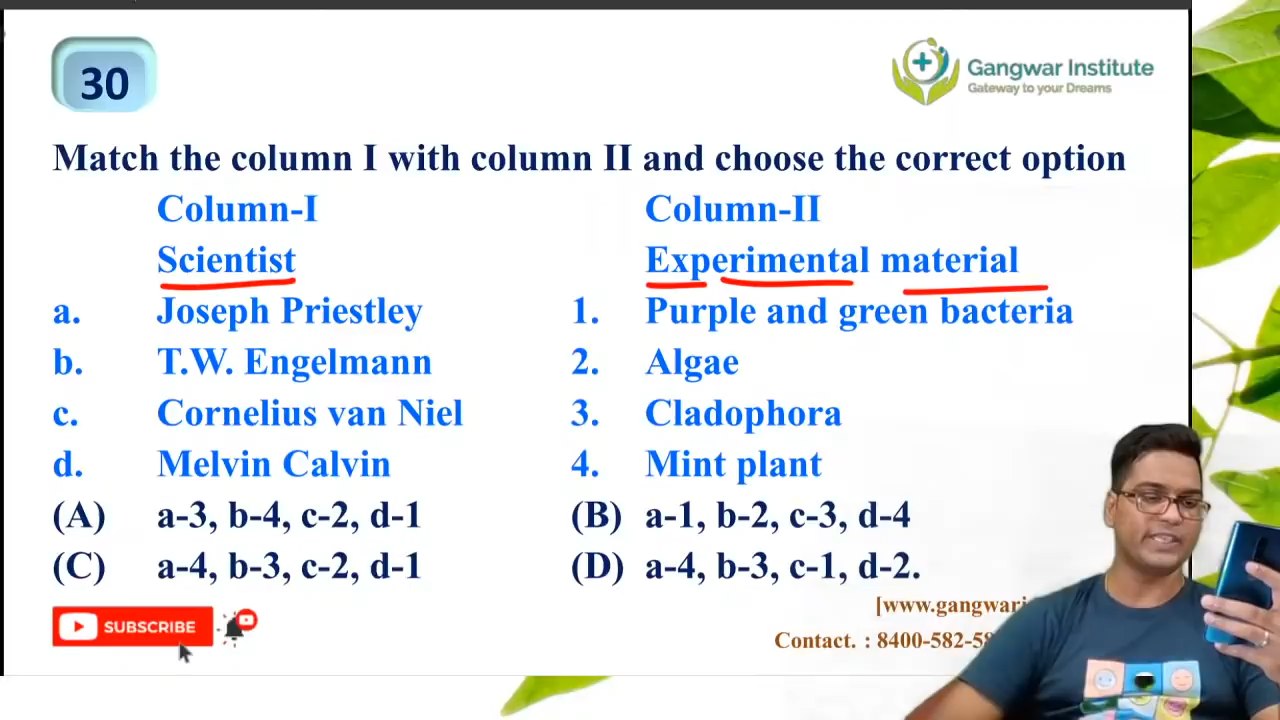 30
Gangwar Institute
Gateway to your Dreams
Match the column I with column II and choose the correct option
Column-I Column-II
Scientist Experimental material
a. Joseph Priestley 1. Purple and green bacteria
b. T.W. Engelmann 2. Algae
c. Cornelius van Niel 3. Cladophora
d. Melvin Calvin 4. Mint plant
(A) a-3, b-4, c-2, d-1 (B) a-1, b-2, c-3, d-4
(C) a-4, b-3, c-2, d-1 (D) a-4, b-3, c-1, d-2.
SUBSCRIBE
Contact. : 8400-582-